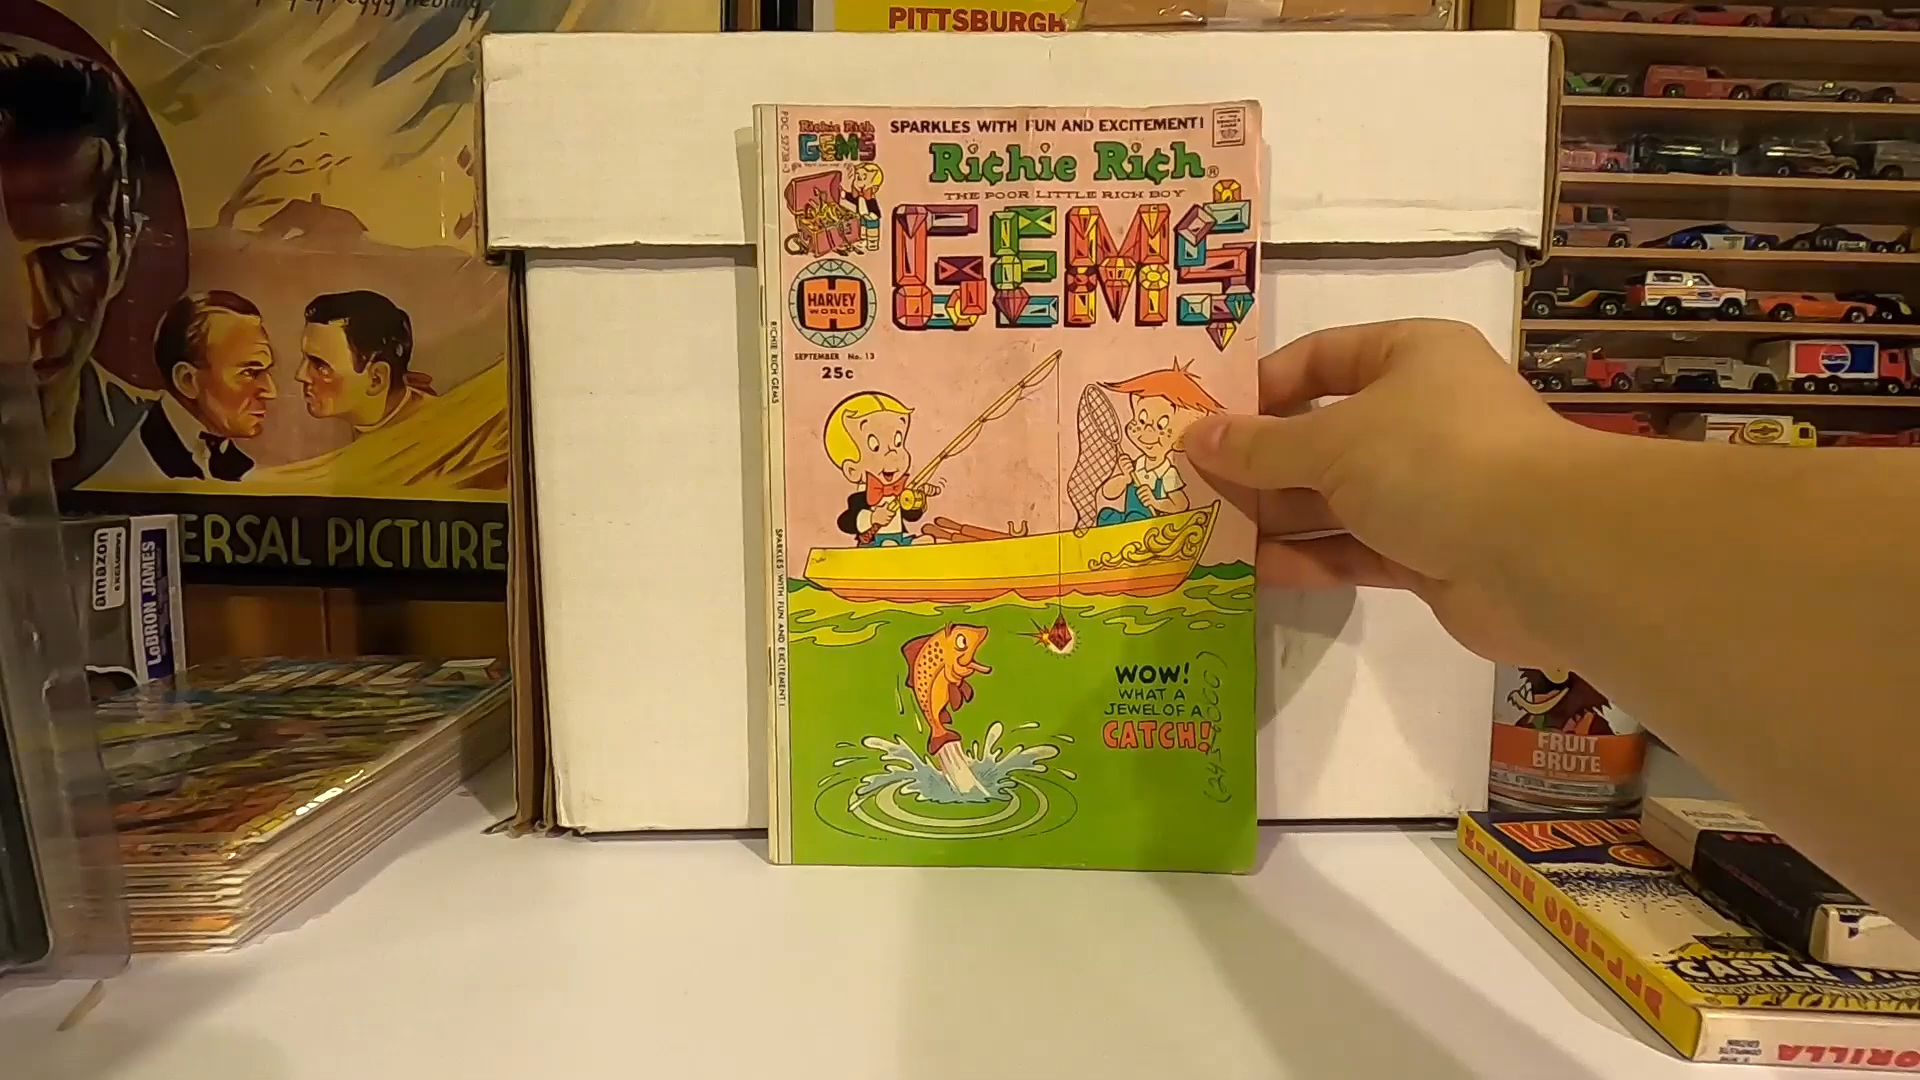 PITTSBURGH
SPARKLES WITH FUN AND EXCITEMENT!
Richie Rich
GEMS
Richie Rich®
THE POOR LITTLE RICH BOY
GEMS
HARVEY
WORLD
SEPTEMBER No. 13
25c
RICHIE RICH GEMS
SPARKLES WITH FUN AND EXCITEMENT!
WOW!
WHAT A
JEWEL OF A
CATCH!
ERSAL PICTURE
amazon
EXCLUSIVE
LeBRON JAMES
FRUIT
BRUTE
CASTLE
ORILLA